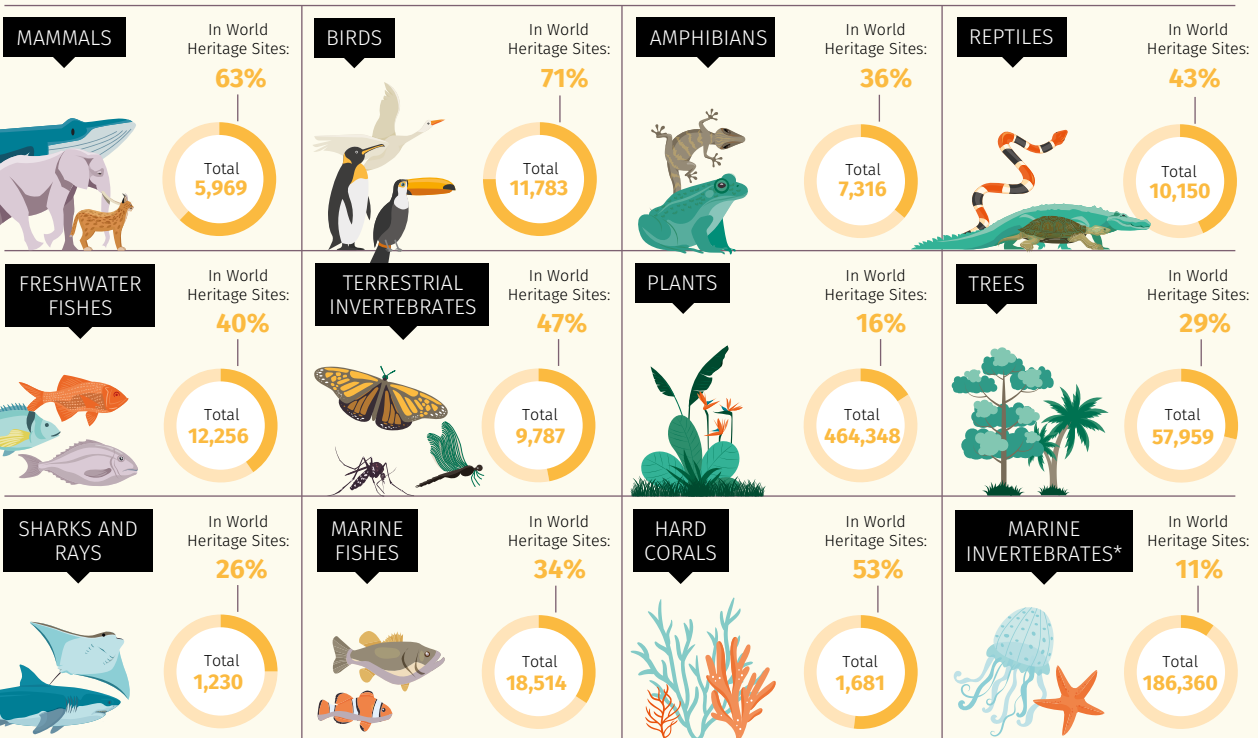 MAMMALS
In World
Heritage Sites:
63%
Total
5,969
BIRDS
In World
Heritage Sites:
71%
Total
11,783
AMPHIBIANS
In World
Heritage Sites:
36%
Total
7,316
REPTILES
In World
Heritage Sites:
43%
Total
10,150
FRESHWATER
FISHES
In World
Heritage Sites:
40%
Total
12,256
TERRESTRIAL
INVERTEBRATES
In World
Heritage Sites:
47%
Total
9,787
PLANTS
In World
Heritage Sites:
16%
Total
464,348
TREES
In World
Heritage Sites:
29%
Total
57,959
SHARKS AND
RAYS
In World
Heritage Sites:
26%
Total
1,230
MARINE
FISHES
In World
Heritage Sites:
34%
Total
18,514
HARD
CORALS
In World
Heritage Sites:
53%
Total
1,681
MARINE
INVERTEBRATES*
In World
Heritage Sites:
11%
Total
186,360